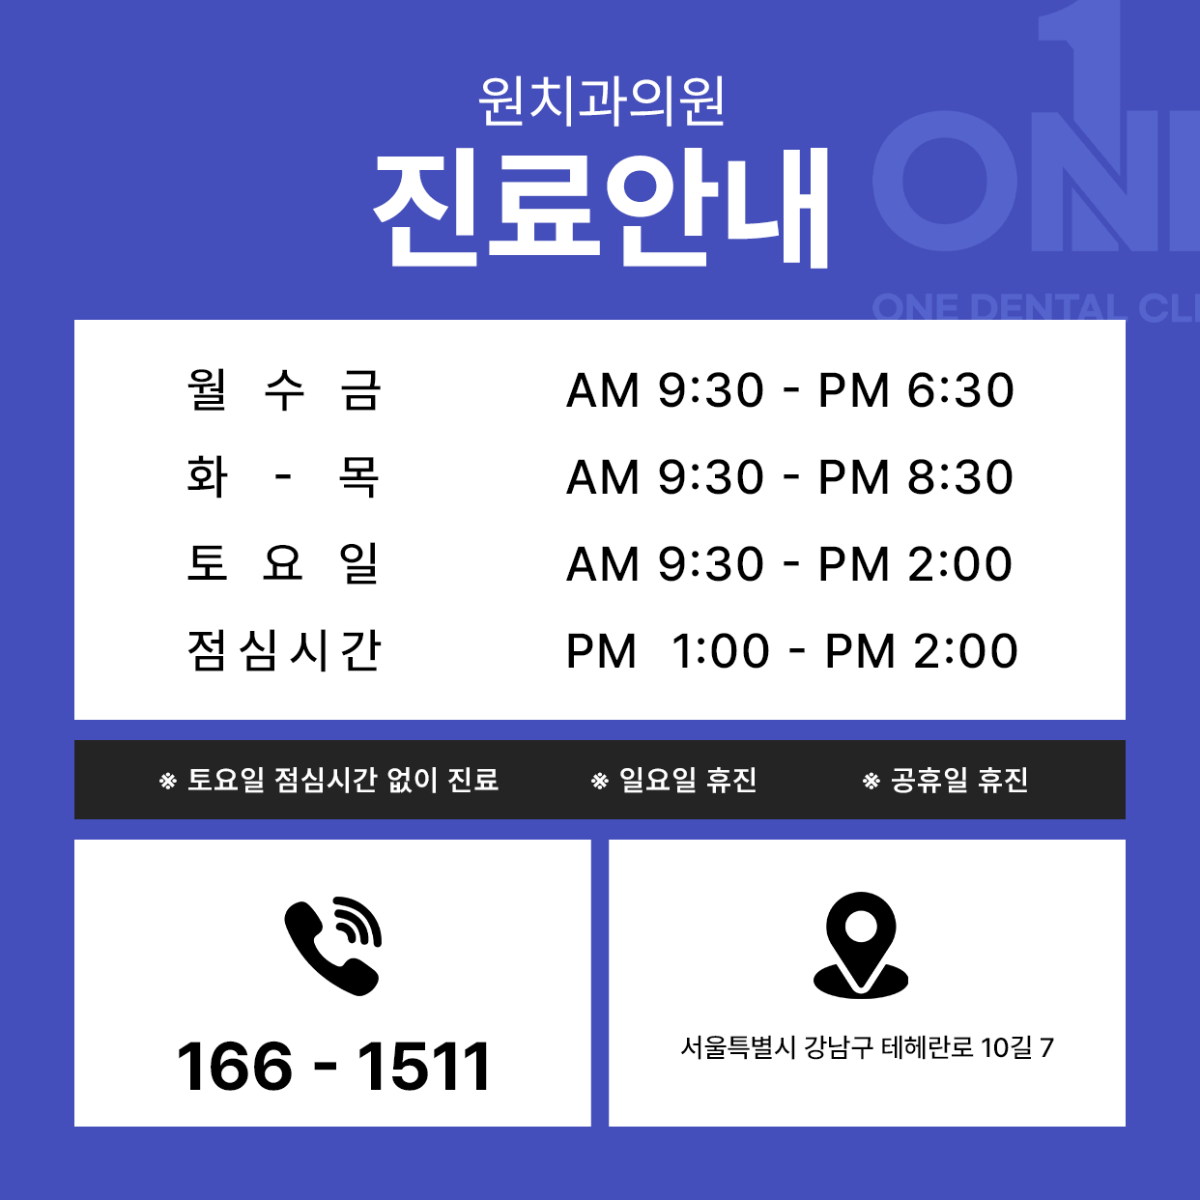 원치과의원
진료안내
1
ONE
ONE DENTAL CLI
월 수 금 AM 9:30 - PM 6:30
화 - 목 AM 9:30 - PM 8:30
토 요 일 AM 9:30 - PM 2:00
점심시간 PM 1:00 - PM 2:00
※ 토요일 점심시간 없이 진료 ※ 일요일 휴진 ※ 공휴일 휴진
166 - 1511
서울특별시 강남구 테헤란로 10길 7